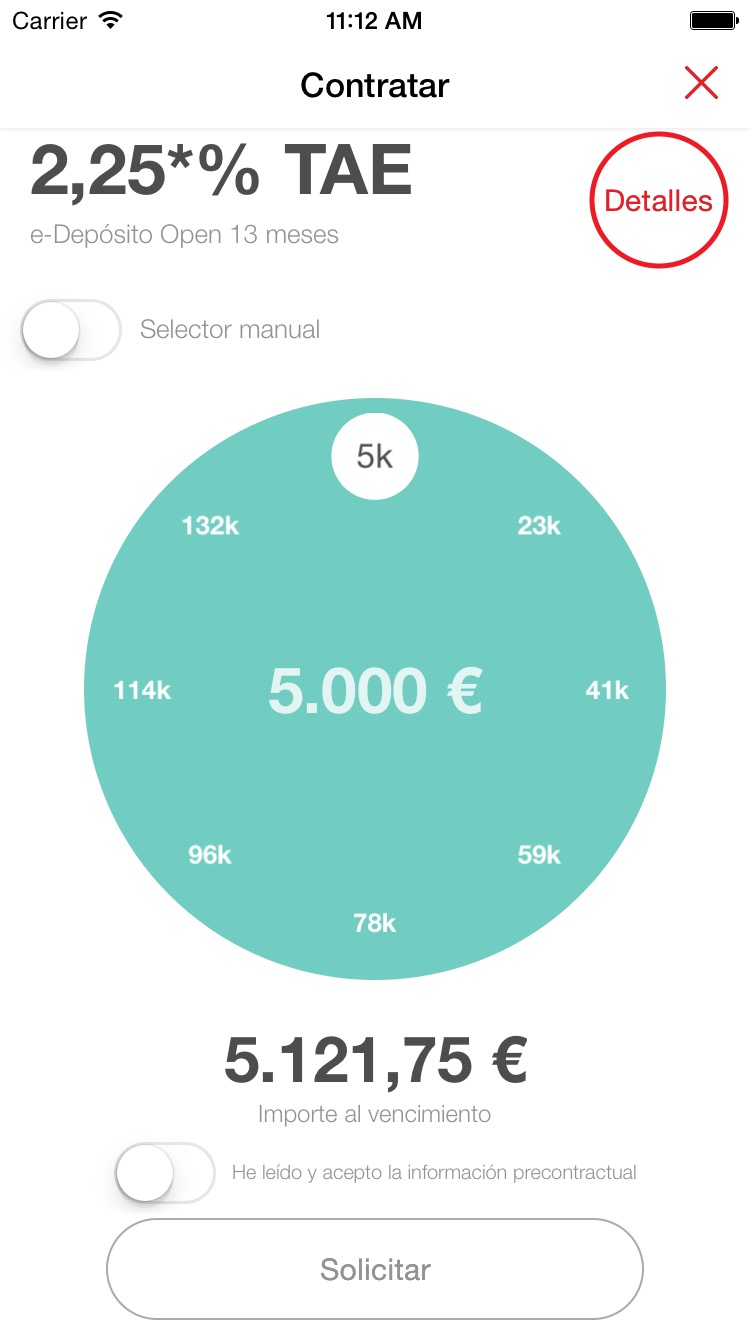 Carrier 11:12 AM
Contratar
2,25*% TAE
Detalles
e-Depósito Open 13 meses
Selector manual
5k
132k
23k
114k
5.000 €
41k
96k
59k
78k
5.121,75 €
Importe al vencimiento
He leído y acepto la información precontractual
Solicitar